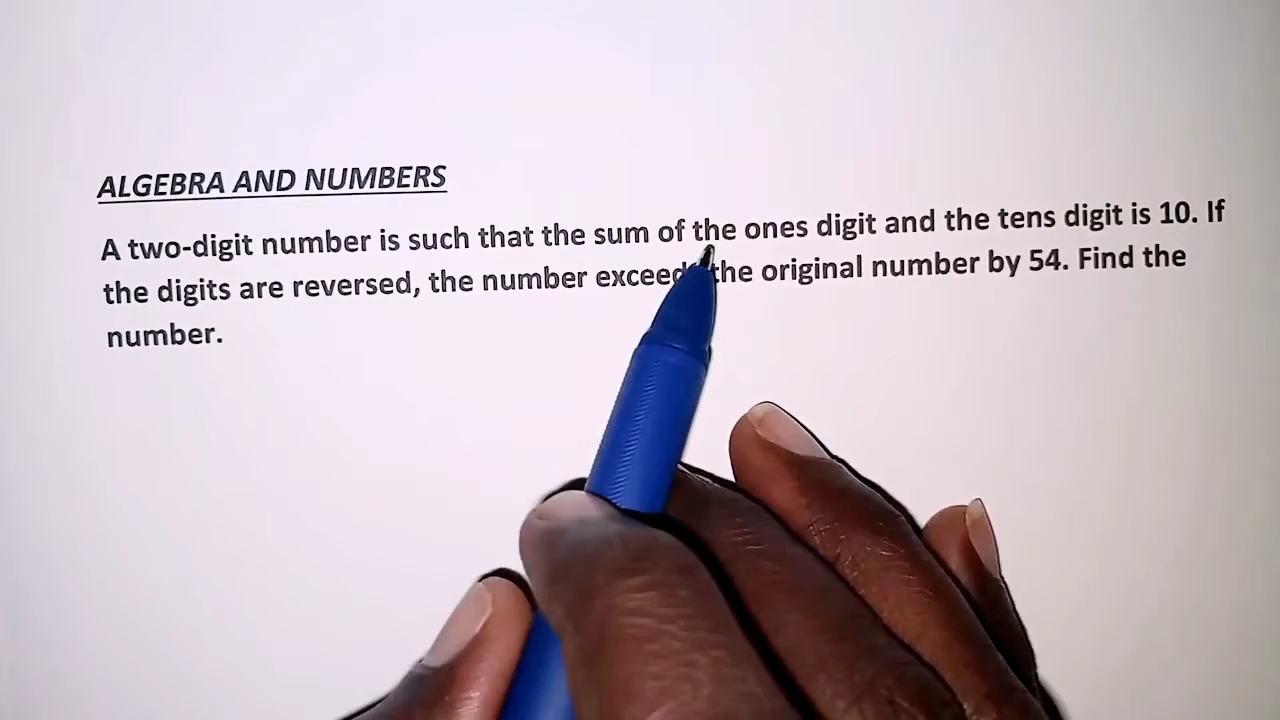 ALGEBRA AND NUMBERS
A two-digit number is such that the sum of the ones digit and the tens digit is 10. If
the digits are reversed, the number exceeds the original number by 54. Find the
number.